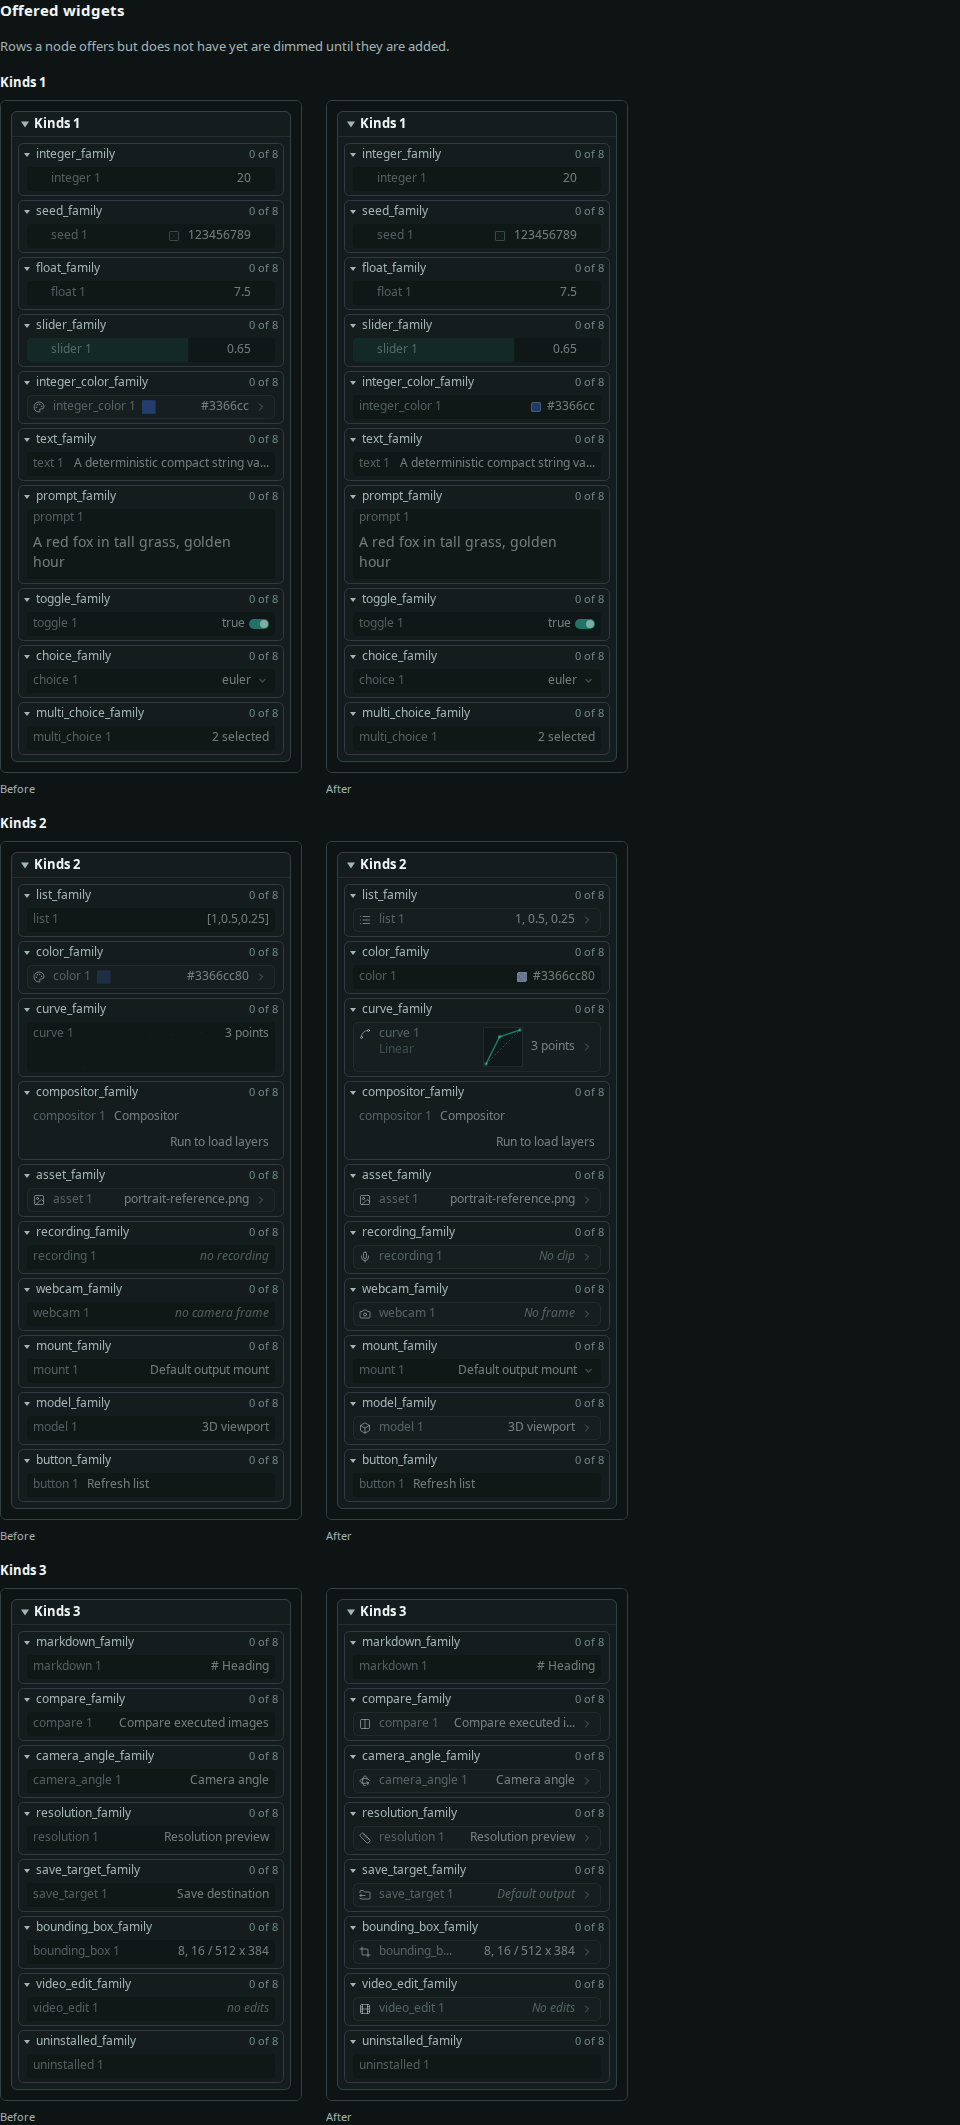 Offered widgets
Rows a node offers but does not have yet are dimmed until they are added.
Kinds 1
Kinds 1
integer_family 0 of 8
integer 1 20
seed_family 0 of 8
seed 1 123456789
float_family 0 of 8
float 1 7.5
slider_family 0 of 8
slider 1 0.65
integer_color_family 0 of 8
integer_color 1 #3366cc
text_family 0 of 8
text 1 A deterministic compact string va...
prompt_family 0 of 8
prompt 1
A red fox in tall grass, golden
hour
toggle_family 0 of 8
toggle 1 true
choice_family 0 of 8
choice 1 euler
multi_choice_family 0 of 8
multi_choice 1 2 selected
Before
Kinds 1
integer_family 0 of 8
integer 1 20
seed_family 0 of 8
seed 1 123456789
float_family 0 of 8
float 1 7.5
slider_family 0 of 8
slider 1 0.65
integer_color_family 0 of 8
integer_color 1 #3366cc
text_family 0 of 8
text 1 A deterministic compact string va...
prompt_family 0 of 8
prompt 1
A red fox in tall grass, golden
hour
toggle_family 0 of 8
toggle 1 true
choice_family 0 of 8
choice 1 euler
multi_choice_family 0 of 8
multi_choice 1 2 selected
After
Kinds 2
Kinds 2
list_family 0 of 8
list 1 [1,0.5,0.25]
color_family 0 of 8
color 1 #3366cc80
curve_family 0 of 8
curve 1 3 points
compositor_family 0 of 8
compositor 1 Compositor
Run to load layers
asset_family 0 of 8
asset 1 portrait-reference.png
recording_family 0 of 8
recording 1 no recording
webcam_family 0 of 8
webcam 1 no camera frame
mount_family 0 of 8
mount 1 Default output mount
model_family 0 of 8
model 1 3D viewport
button_family 0 of 8
button 1 Refresh list
Before
Kinds 2
list_family 0 of 8
list 1 1, 0.5, 0.25
color_family 0 of 8
color 1 #3366cc80
curve_family 0 of 8
curve 1 3 points
Linear
compositor_family 0 of 8
compositor 1 Compositor
Run to load layers
asset_family 0 of 8
asset 1 portrait-reference.png
recording_family 0 of 8
recording 1 No clip
webcam_family 0 of 8
webcam 1 No frame
mount_family 0 of 8
mount 1 Default output mount
model_family 0 of 8
model 1 3D viewport
button_family 0 of 8
button 1 Refresh list
After
Kinds 3
Kinds 3
markdown_family 0 of 8
markdown 1 # Heading
compare_family 0 of 8
compare 1 Compare executed images
camera_angle_family 0 of 8
camera_angle 1 Camera angle
resolution_family 0 of 8
resolution 1 Resolution preview
save_target_family 0 of 8
save_target 1 Save destination
bounding_box_family 0 of 8
bounding_box 1 8, 16 / 512 x 384
video_edit_family 0 of 8
video_edit 1 no edits
uninstalled_family 0 of 8
uninstalled 1
Before
Kinds 3
markdown_family 0 of 8
markdown 1 # Heading
compare_family 0 of 8
compare 1 Compare executed i...
camera_angle_family 0 of 8
camera_angle 1 Camera angle
resolution_family 0 of 8
resolution 1 Resolution preview
save_target_family 0 of 8
save_target 1 Default output
bounding_box_family 0 of 8
bounding_b... 8, 16 / 512 x 384
video_edit_family 0 of 8
video_edit 1 No edits
uninstalled_family 0 of 8
uninstalled 1
After